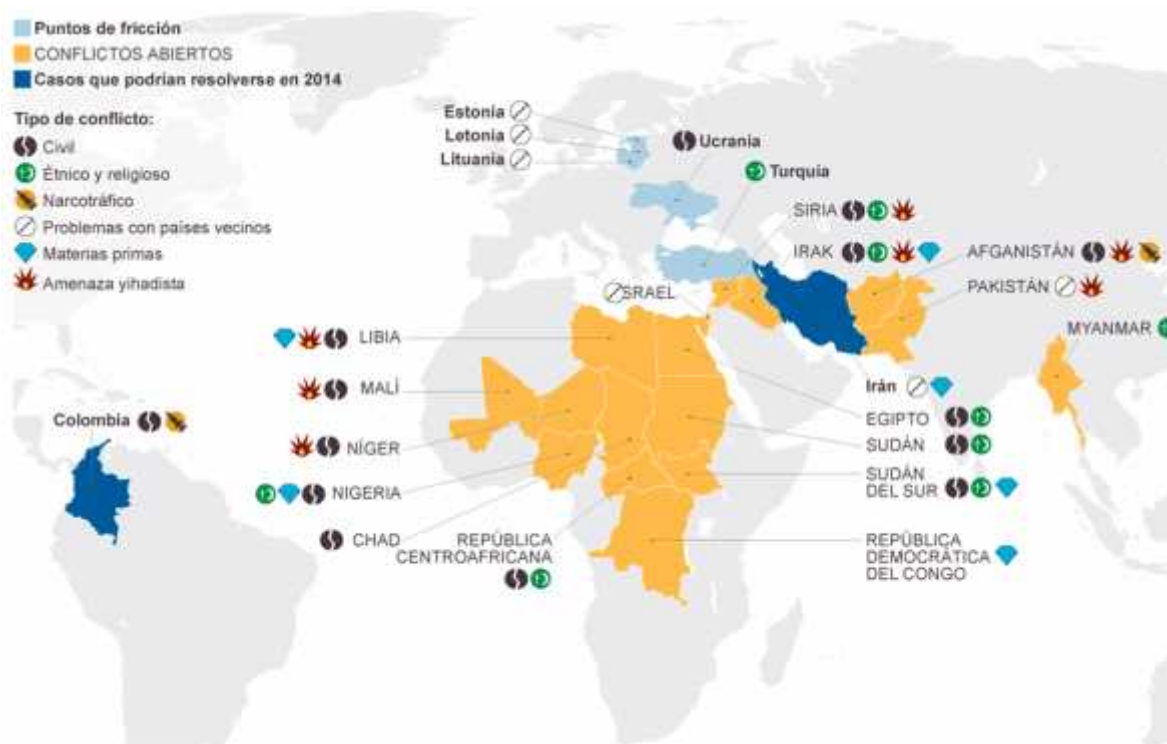 Puntos de fricción
CONFLICTOS ABIERTOS
Casos que podrían resolverse en 2014
Tipo de conflicto:
Civil
Étnico y religioso
Narcotráfico
Problemas con países vecinos
Materias primas
Amenaza yihadista
Estonia
Letonia
Lituania
Ucrania
Turquía
SIRIA
IRAK
AFGANISTÁN
ISRAEL
PAKISTÁN
MYANMAR
LIBIA
MALÍ
Irán
Colombia
EGIPTO
NÍGER
SUDÁN
NIGERIA
SUDÁN
DEL SUR
CHAD
REPÚBLICA
CENTROAFRICANA
REPÚBLICA
DEMOCRÁTICA
DEL CONGO